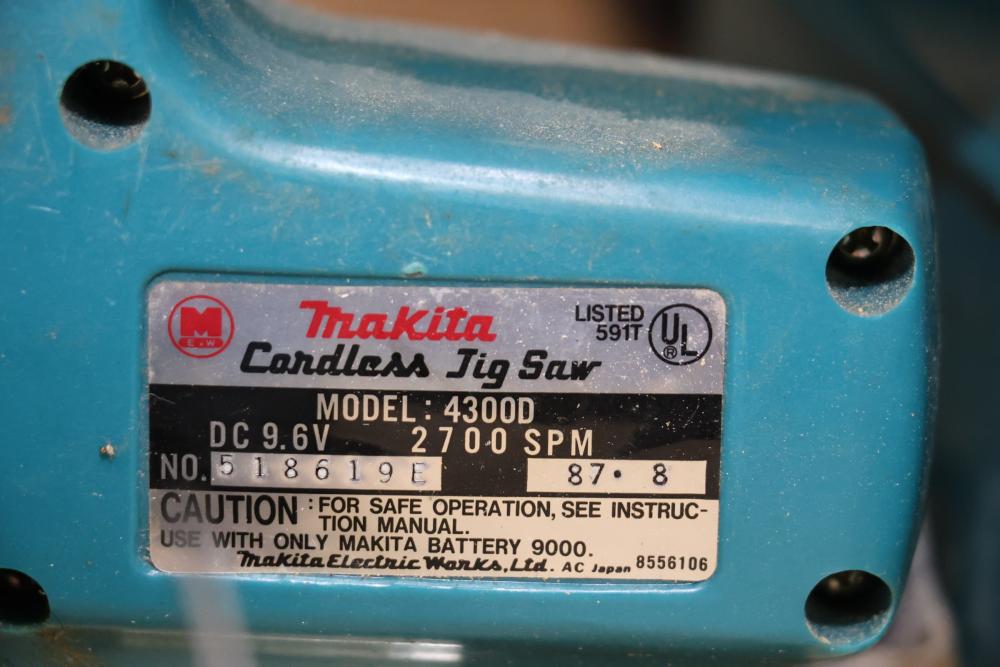 M
E.W
Makita
LISTED
591T
UL
®
Cordless Jig Saw
MODEL: 4300D
DC 9.6V 2700 SPM
NO. 518619E 87・8
CAUTION: FOR SAFE OPERATION, SEE INSTRUC-
TION MANUAL.
USE WITH ONLY MAKITA BATTERY 9000.
Makita Electric Works, Ltd. AC Japan 8556106